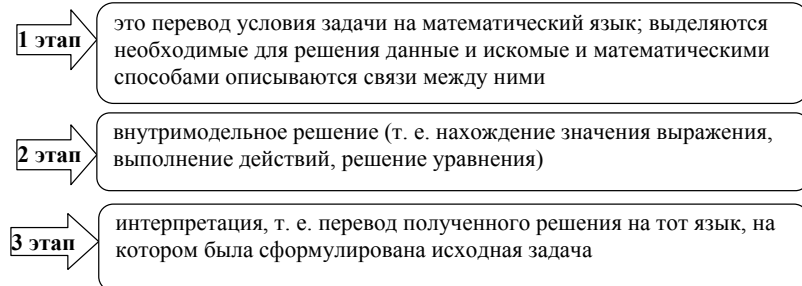 1 этап
это перевод условия задачи на математический язык; выделяются
необходимые для решения данные и искомые и математическими
способами описываются связи между ними
2 этап
внутримодельное решение (т. е. нахождение значения выражения,
выполнение действий, решение уравнения)
3 этап
интерпретация, т. е. перевод полученного решения на тот язык, на
котором была сформулирована исходная задача